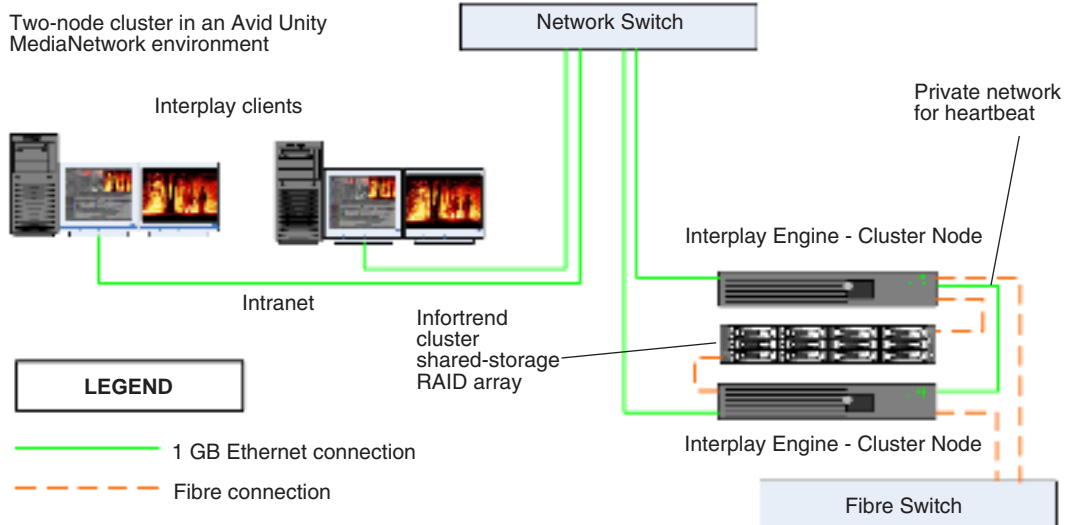 Two-node cluster in an Avid Unity
MediaNetwork environment
Network Switch
Interplay clients
Private network
for heartbeat
Interplay Engine - Cluster Node
Intranet
Infortrend
cluster
shared-storage
RAID array
LEGEND
1 GB Ethernet connection
Fibre connection
Interplay Engine - Cluster Node
Fibre Switch